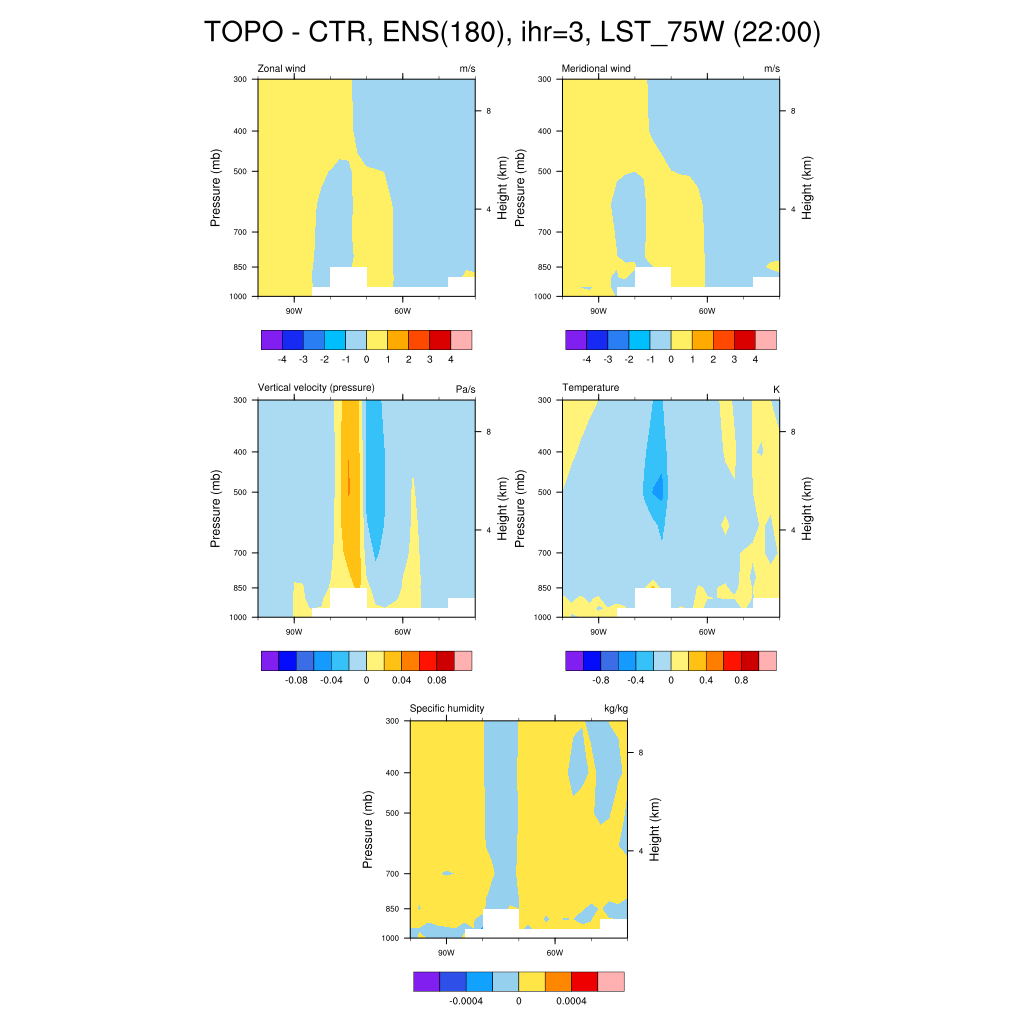 TOPO - CTR, ENS(180), ihr=3, LST_75W (22:00)
Zonal wind m/s
300
400
500
700
850
1000
Pressure (mb)
8
4
Height (km)
90W 60W
-4 -3 -2 -1 0 1 2 3 4
Meridional wind m/s
300
400
500
700
850
1000
Pressure (mb)
8
4
Height (km)
90W 60W
-4 -3 -2 -1 0 1 2 3 4
Vertical velocity (pressure) Pa/s
300
400
500
700
850
1000
Pressure (mb)
8
4
Height (km)
90W 60W
-0.08 -0.04 0 0.04 0.08
Temperature K
300
400
500
700
850
1000
Pressure (mb)
8
4
Height (km)
90W 60W
-0.8 -0.4 0 0.4 0.8
Specific humidity kg/kg
300
400
500
700
850
1000
Pressure (mb)
8
4
Height (km)
90W 60W
-0.0004 0 0.0004